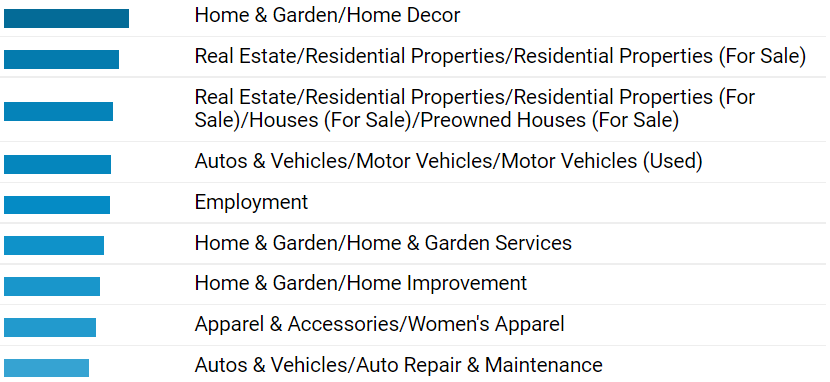 Home & Garden/Home Decor
Real Estate/Residential Properties/Residential Properties (For Sale)
Real Estate/Residential Properties/Residential Properties (For
Sale)/Houses (For Sale)/Preowned Houses (For Sale)
Autos & Vehicles/Motor Vehicles/Motor Vehicles (Used)
Employment
Home & Garden/Home & Garden Services
Home & Garden/Home Improvement
Apparel & Accessories/Women's Apparel
Autos & Vehicles/Auto Repair & Maintenance